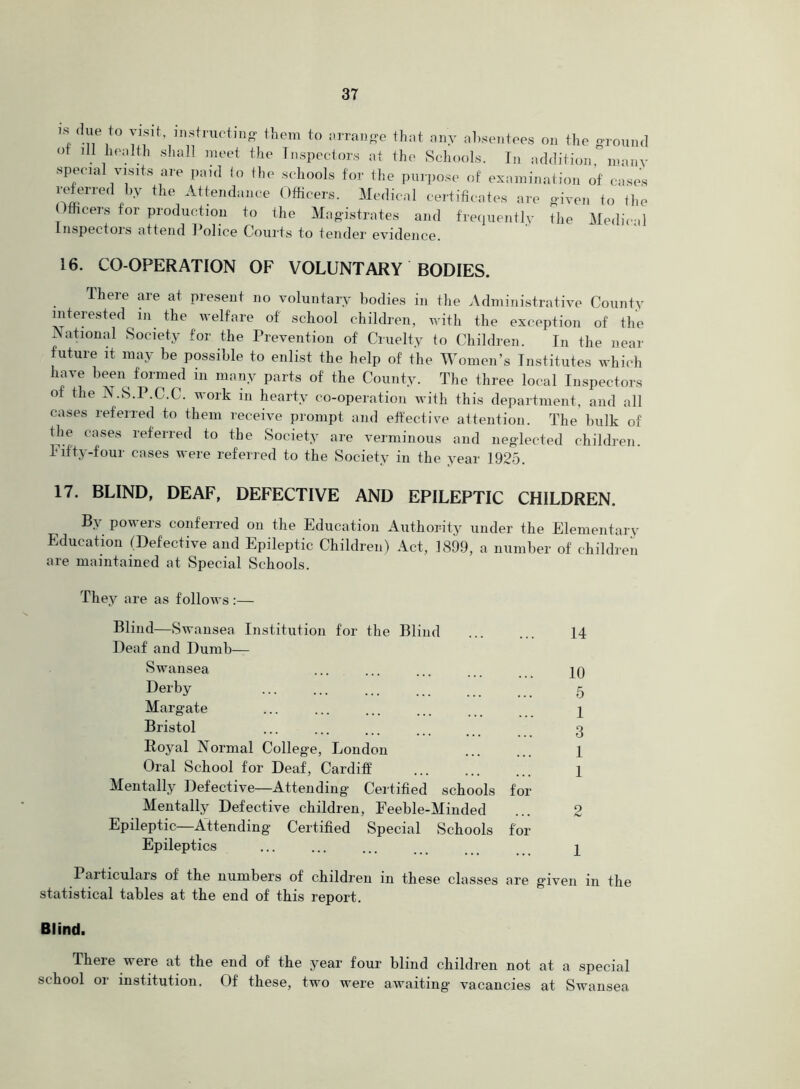 37
is due to visit, instructing them to arrange that any absentees on the ground
of ill health shall meet the Inspectors at the Schools. In addition, many
special visits are paid to the schools for the purpose of examination of cases
referred by the Attendance Officers. Medical certificates are given to the
Officers for production to the Magistrates and frequently the Medical
Inspectors attend Police Courts to tender evidence.
16. CO-OPERATION OF VOLUNTARY BODIES.
There are at present no voluntary bodies in the Administrative County
interested in the welfare of school children, with the exception of the
National Society for the Prevention of Cruelty to Children. In the near
future it may be possible to enlist the help of the Women's Institutes which
have been formed in many parts of the County. The three local Inspectors
of the N.S.P.C.C. work in hearty co-operation with this department, and all
cases referred to them receive prompt and effective attention. The bulk of
the cases referred to the Society are verminous and neglected children.
Fifty-four cases were referred to the Society in the year 1925.
17. BLIND, DEAF, DEFECTIVE AND EPILEPTIC CHILDREN.
By powers conferred on the Education Authority under the Elementary
Education (Defective and Epileptic Children) Act, 1899, a number of children
are maintained at Special Schools.
They are as follows:—
Blind—Swansea Institution for the Blind ... ... 14
Deaf and Dumb—
Swansea ... ... ... ... ... 10
Derby ... ... ... ... ... ... 5
Margate ... ... ... ... ... ... 1
Bristol ... ... ... ... ... ... 3
Royal Normal College, London ... ... 1
Oral School for Deaf, Cardiff ... ... ... 1
Mentally Defective—Attending Certified schools for
Mentally Defective children, Feeble-Minded ... 2
Epileptic—Attending Certified Special Schools for
Epileptics ... ... ... ... ... ... 1
Particulars of the numbers of children in these classes are given in the
statistical tables at the end of this report.
Blind.
There were at the end of the year four blind children not at a special
school or institution. Of these, two were awaiting vacancies at Swansea